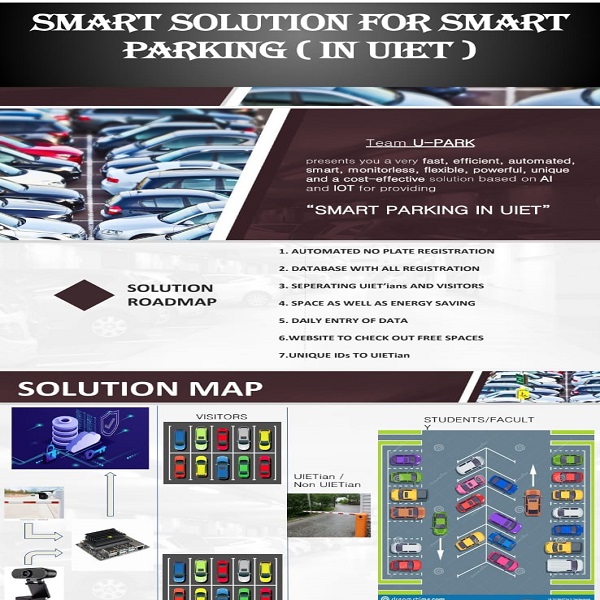 SMART SOLUTION FOR SMART
PARKING ( IN UIET )
Team U-PARK
presents you a very fast, efficient, automated,
smart, monitorless, flexible, powerful, unique
and a cost-effective solution based on AI
and IOT for providing
“SMART PARKING IN UIET”
SOLUTION
ROADMAP
1. AUTOMATED NO PLATE REGISTRATION
2. DATABASE WITH ALL REGISTRATION
3. SEPERATING UIET’ians AND VISITORS
4. SPACE AS WELL AS ENERGY SAVING
5. DAILY ENTRY OF DATA
6.WEBSITE TO CHECK OUT FREE SPACES
7.UNIQUE IDs TO UIETian
SOLUTION MAP
VISITORS
UIETian /
Non UIETian
STUDENTS/FACULT
Y